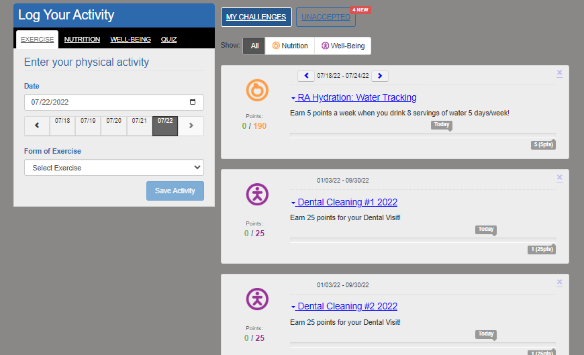 Log Your Activity
EXERCISE NUTRITION WELL-BEING QUIZ
Enter your physical activity
Date
07/22/2022
07/18 07/19 07/20 07/21 07/22
Form of Exercise
Select Exercise
Save Activity
MY CHALLENGES UNACCEPTED 4 NEW
Show: All Nutrition Well-Being
07/18/22 - 07/24/22
RA Hydration: Water Tracking
Earn 5 points a week when you drink 8 servings of water 5 days/week!
Points:
0 / 190
Today
5 (5pts)
01/03/22 - 09/30/22
Dental Cleaning #1 2022
Earn 25 points for your Dental Visit!
Points:
0 / 25
Today
1 (25pts)
01/03/22 - 09/30/22
Dental Cleaning #2 2022
Earn 25 points for your Dental Visit!
Points:
0 / 25
Today
1 (25pts)